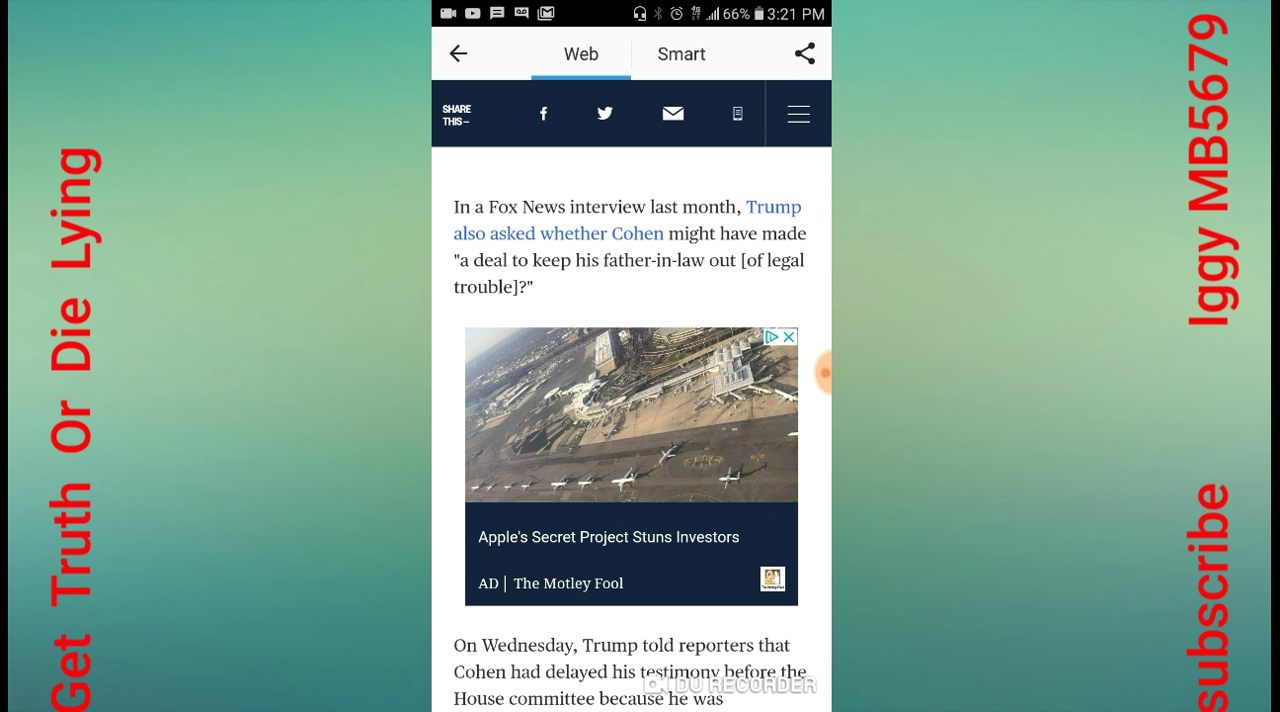 66% 3:21 PM
Web
Smart
SHARE
THIS –
In a Fox News interview last month, Trump
also asked whether Cohen might have made
"a deal to keep his father-in-law out [of legal
trouble]?"
Apple's Secret Project Stuns Investors
AD | The Motley Fool
On Wednesday, Trump told reporters that
Cohen had delayed his testimony before the
House committee because he was
DU RECORDER
Get Truth Or Die Lying
subscribe Iggy MB5679